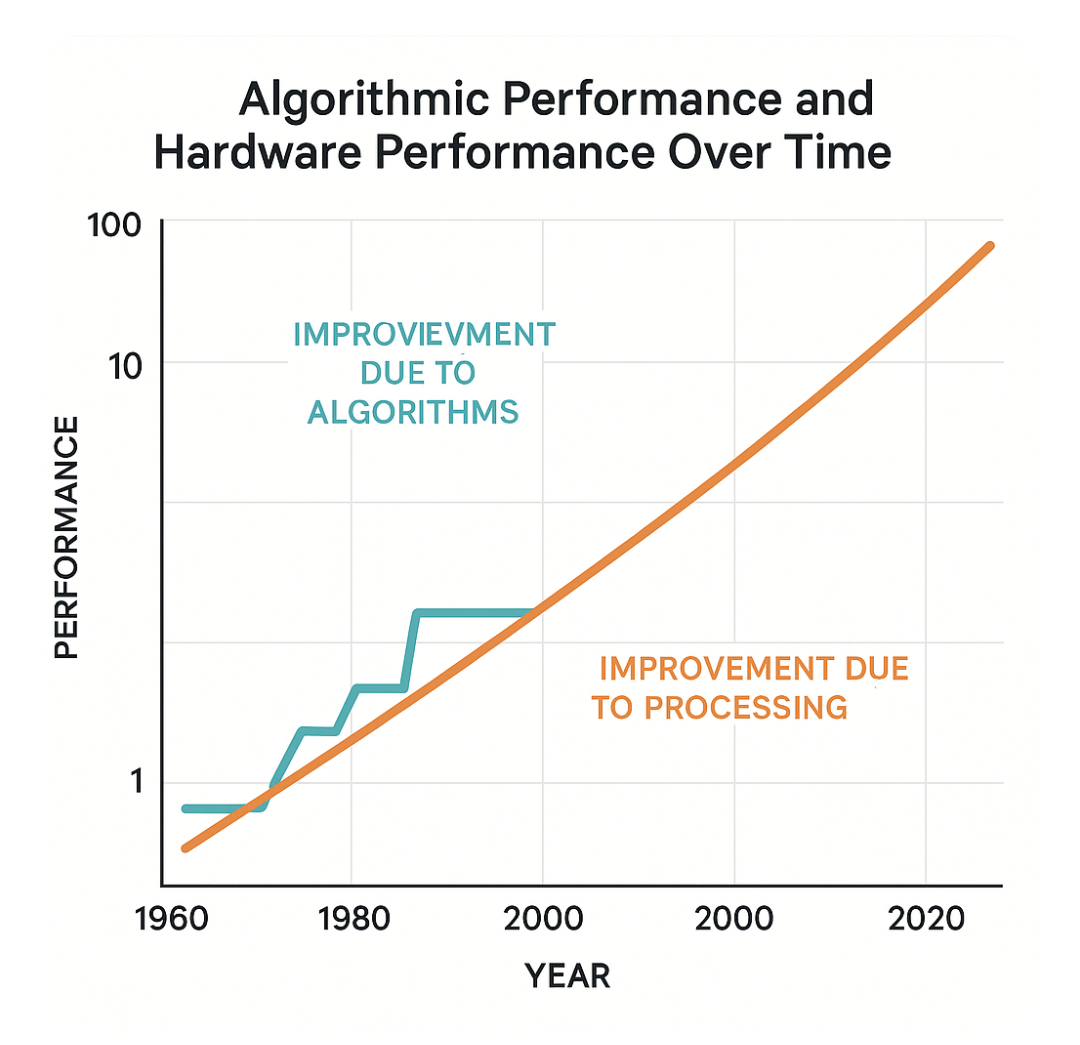 Algorithmic Performance and
Hardware Performance Over Time
100
10
1
PERFORMANCE
IMPROVIEVMENT
DUE TO
ALGORITHMS
IMPROVEMENT DUE
TO PROCESSING
1960 1980 2000 2000 2020
YEAR